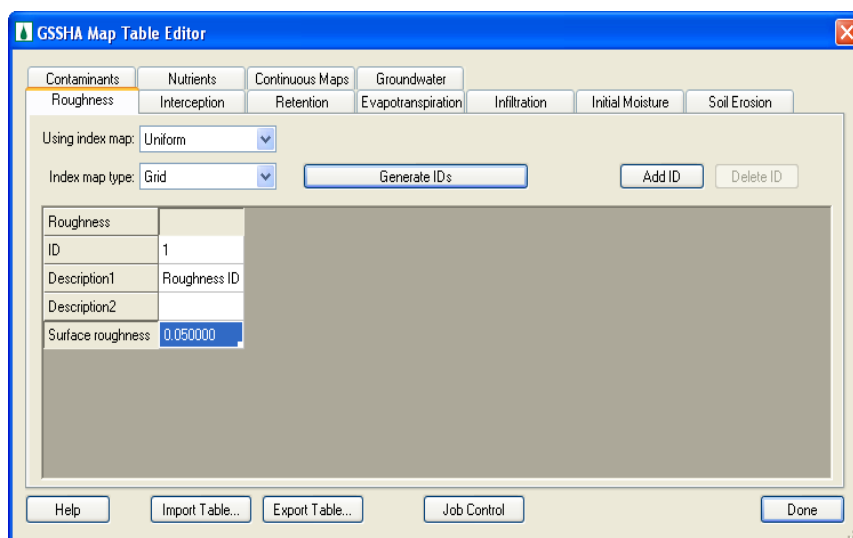 GSSHA Map Table Editor
Contaminants Nutrients Continuous Maps Groundwater
Roughness Interception Retention Evapotranspiration Infiltration Initial Moisture Soil Erosion
Using index map: Uniform
Index map type: Grid Generate IDs Add ID Delete ID
Roughness
ID 1
Description1 Roughness ID
Description2
Surface roughness 0.050000
Help Import Table... Export Table... Job Control Done